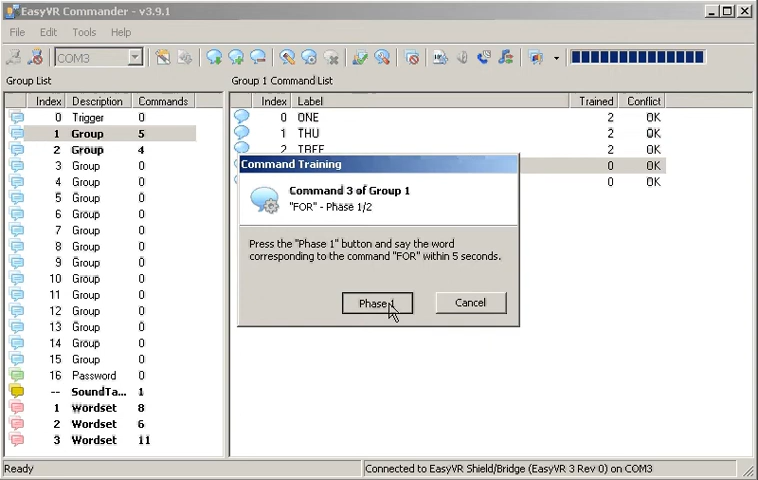 EasyVR Commander - v3.9.1
File Edit Tools Help
COM3
Group List
Group 1 Command List
Index Description Commands
Index Label Trained Conflict
0 Trigger 0
0 ONE 2 OK
1 Group 5
1 THU 2 OK
2 Group 4
2 TREE 2 OK
3 Group 0
0 OK
4 Group 0
0 OK
5 Group 0
6 Group 0
7 Group 0
8 Group 0
9 Group 0
10 Group 0
11 Group 0
12 Group 0
13 Group 0
14 Group 0
15 Group 0
16 Password 0
-- SoundTa... 1
1 Wordset 8
2 Wordset 6
3 Wordset 11
Command Training
Command 3 of Group 1
"FOR" - Phase 1/2
Press the "Phase 1" button and say the word
corresponding to the command "FOR" within 5 seconds.
Phase 1 Cancel
Ready
Connected to EasyVR Shield/Bridge (EasyVR 3 Rev 0) on COM3